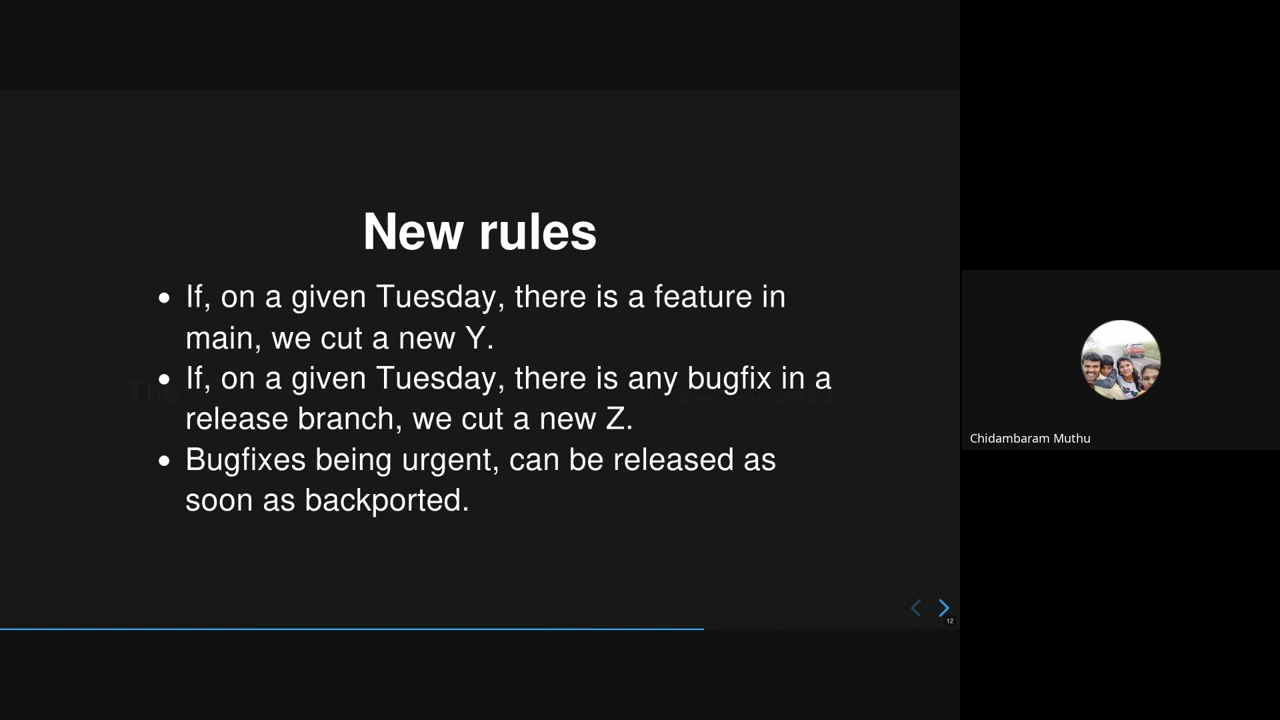 New rules
If, on a given Tuesday, there is a feature in
main, we cut a new Y.
If, on a given Tuesday, there is any bugfix in a
release branch, we cut a new Z.
Bugfixes being urgent, can be released as
soon as backported.
12
Chidambaram Muthu